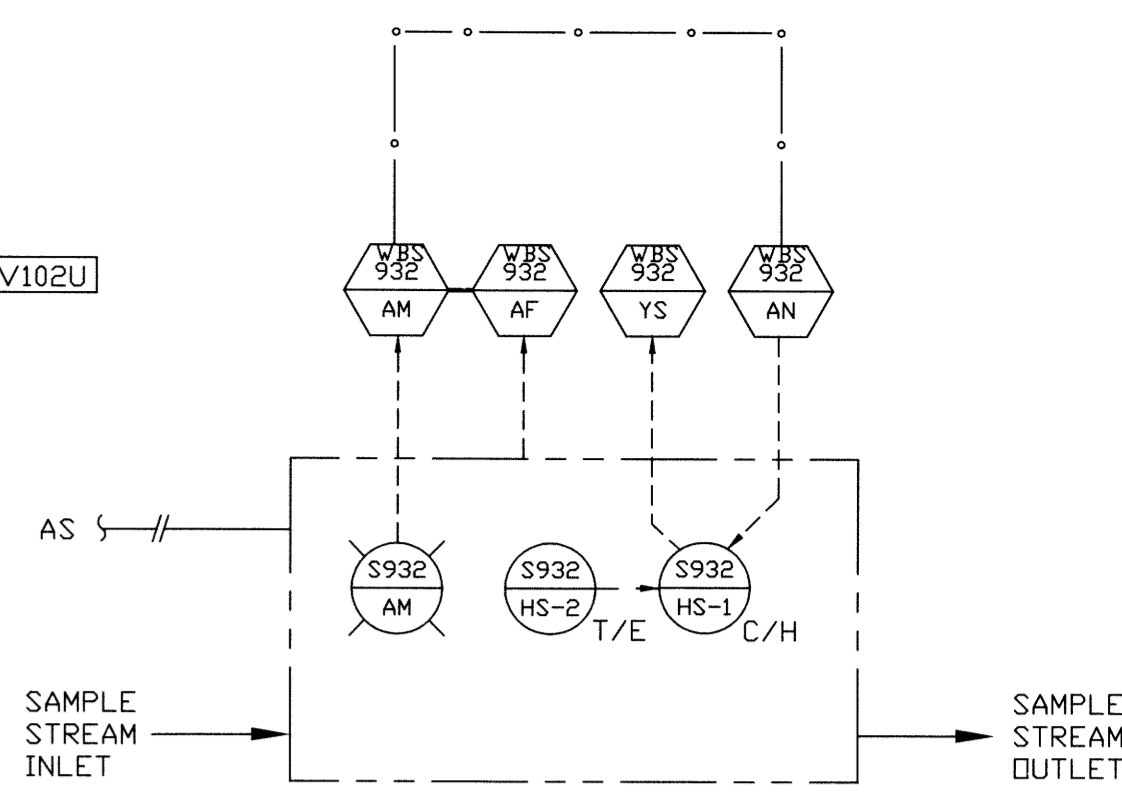 WBS
932
AM
WBS
932
AF
WBS
932
YS
WBS
932
AN
V102U
AS
S932
AM
S932
HS-2
T/E
S932
HS-1
C/H
SAMPLE
STREAM
INLET
SAMPLE
STREAM
OUTLET